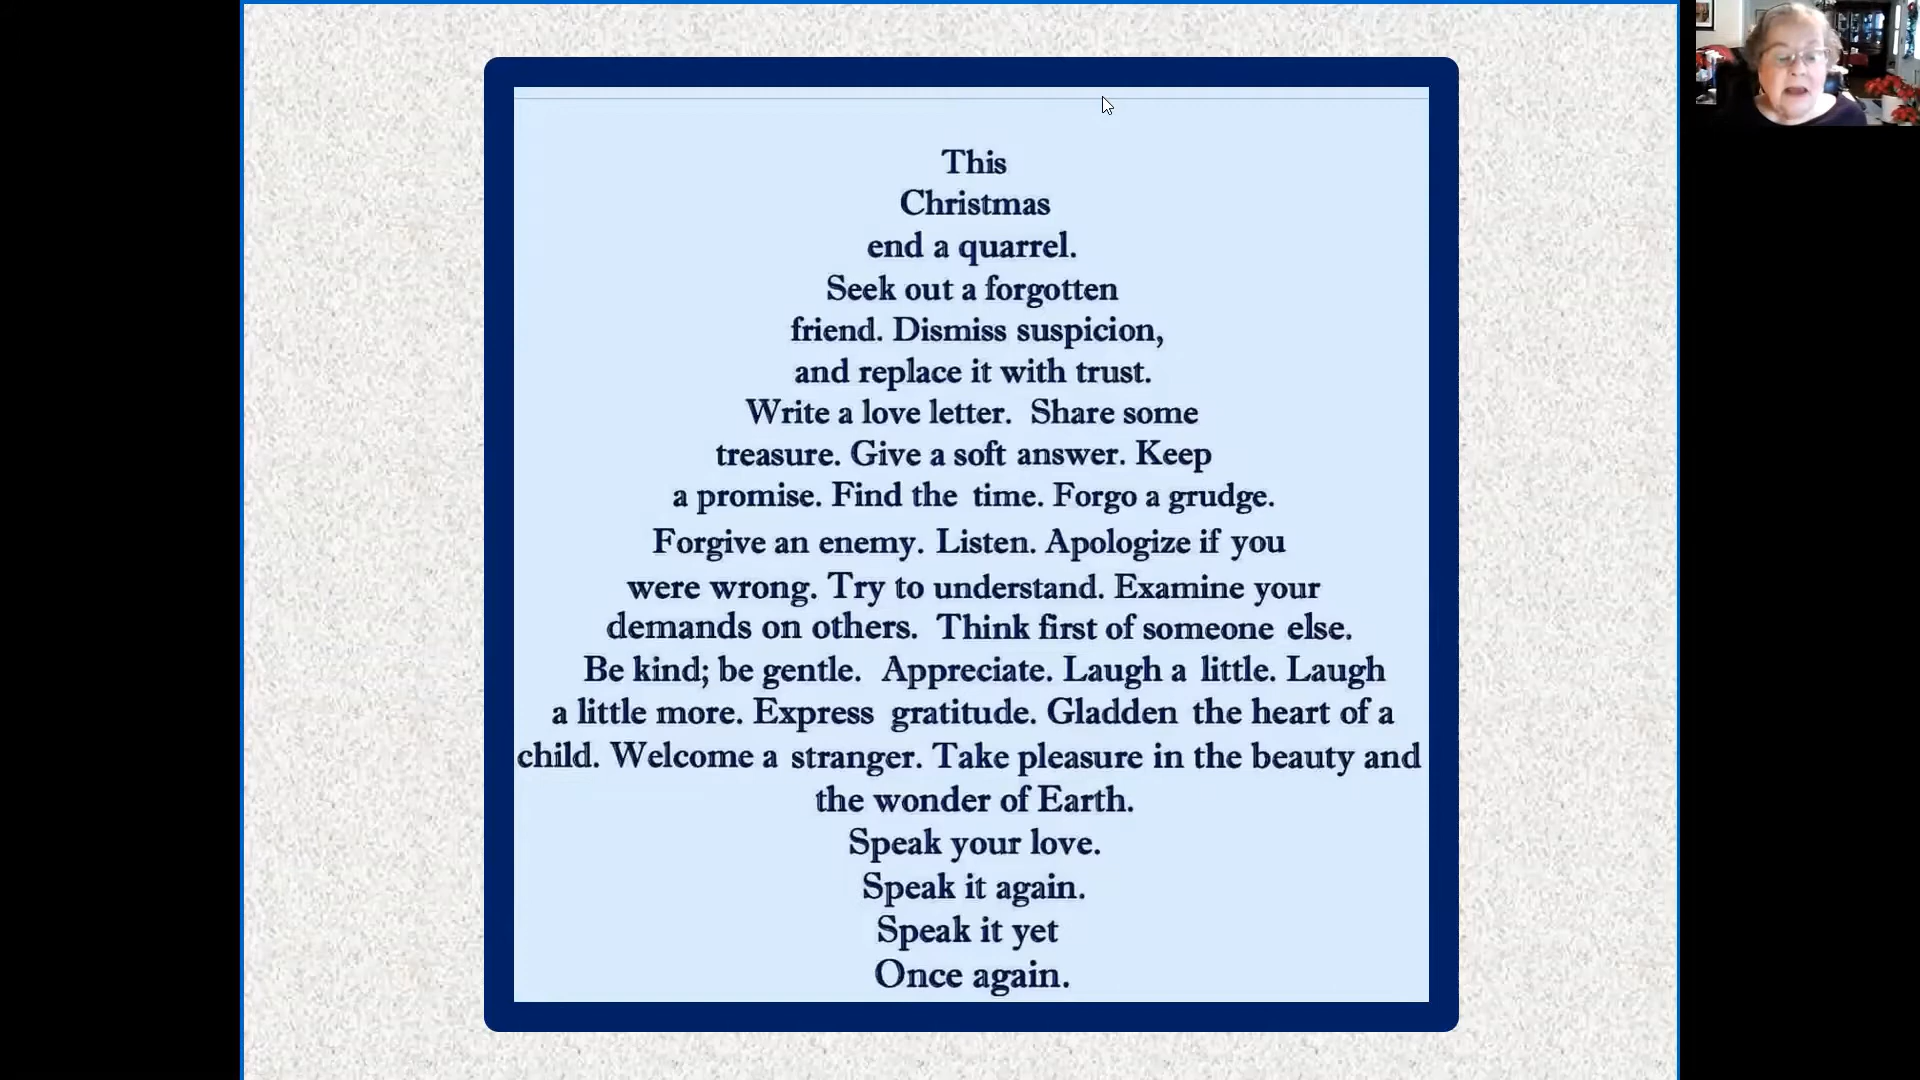 This
Christmas
end a quarrel.
Seek out a forgotten
friend. Dismiss suspicion,
and replace it with trust.
Write a love letter. Share some
treasure. Give a soft answer. Keep
a promise. Find the time. Forgo a grudge.
Forgive an enemy. Listen. Apologize if you
were wrong. Try to understand. Examine your
demands on others. Think first of someone else.
Be kind; be gentle. Appreciate. Laugh a little. Laugh
a little more. Express gratitude. Gladden the heart of a
child. Welcome a stranger. Take pleasure in the beauty and
the wonder of Earth.
Speak your love.
Speak it again.
Speak it yet
Once again.